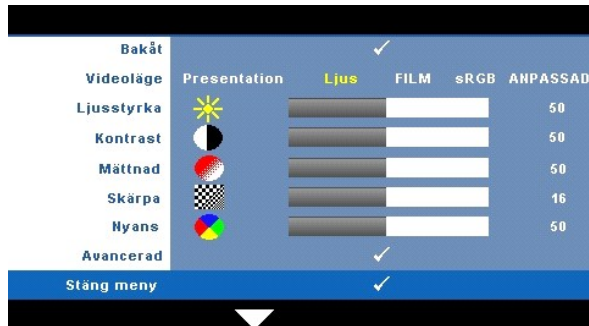 Bakåt
Videoläge Presentation Ljus FILM sRGB ANPASSAD
Ljusstyrka 50
Kontrast 50
Mättnad 50
Skärpa 16
Nyans 50
Avancerad
Stäng meny